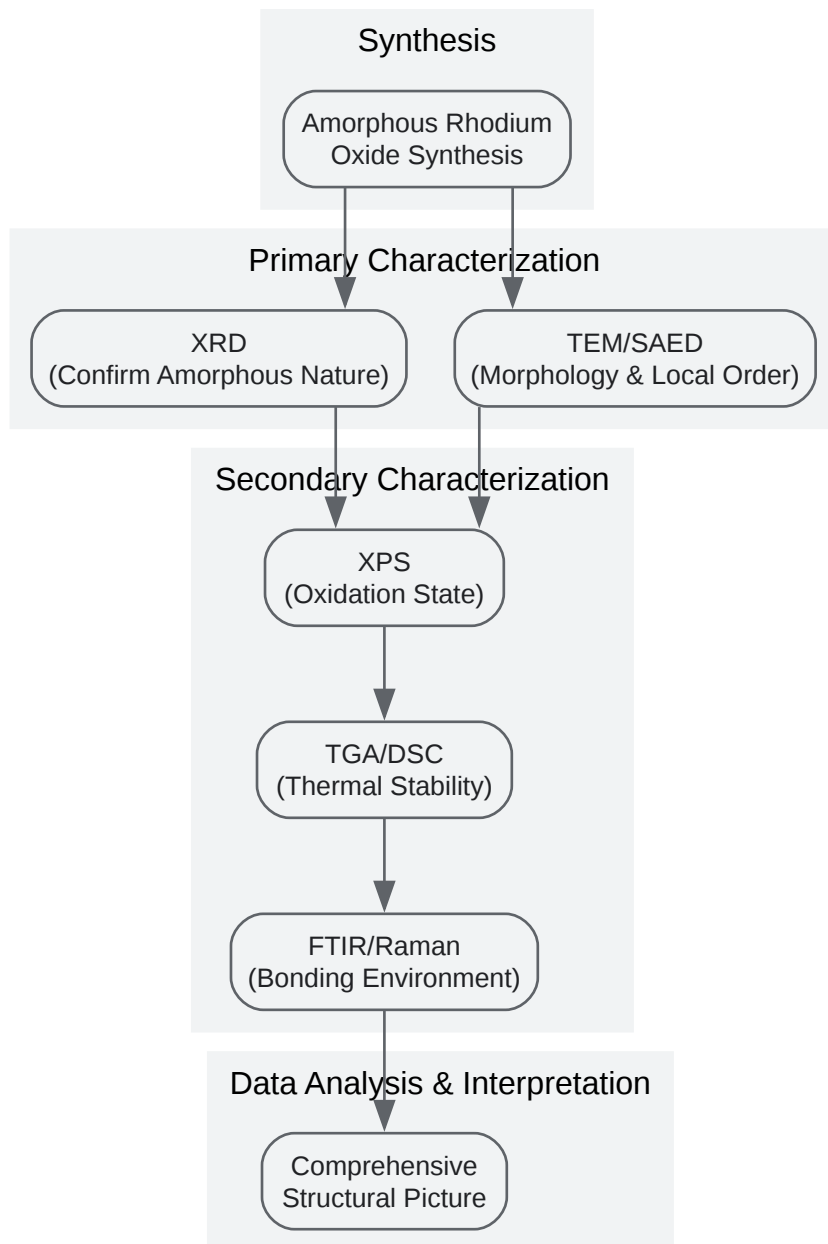 Synthesis
Amorphous Rhodium
Oxide Synthesis
Primary Characterization
XRD
(Confirm Amorphous Nature)
TEM/SAED
(Morphology & Local Order)
Secondary Characterization
XPS
(Oxidation State)
TGA/DSC
(Thermal Stability)
FTIR/Raman
(Bonding Environment)
Data Analysis & Interpretation
Comprehensive
Structural Picture